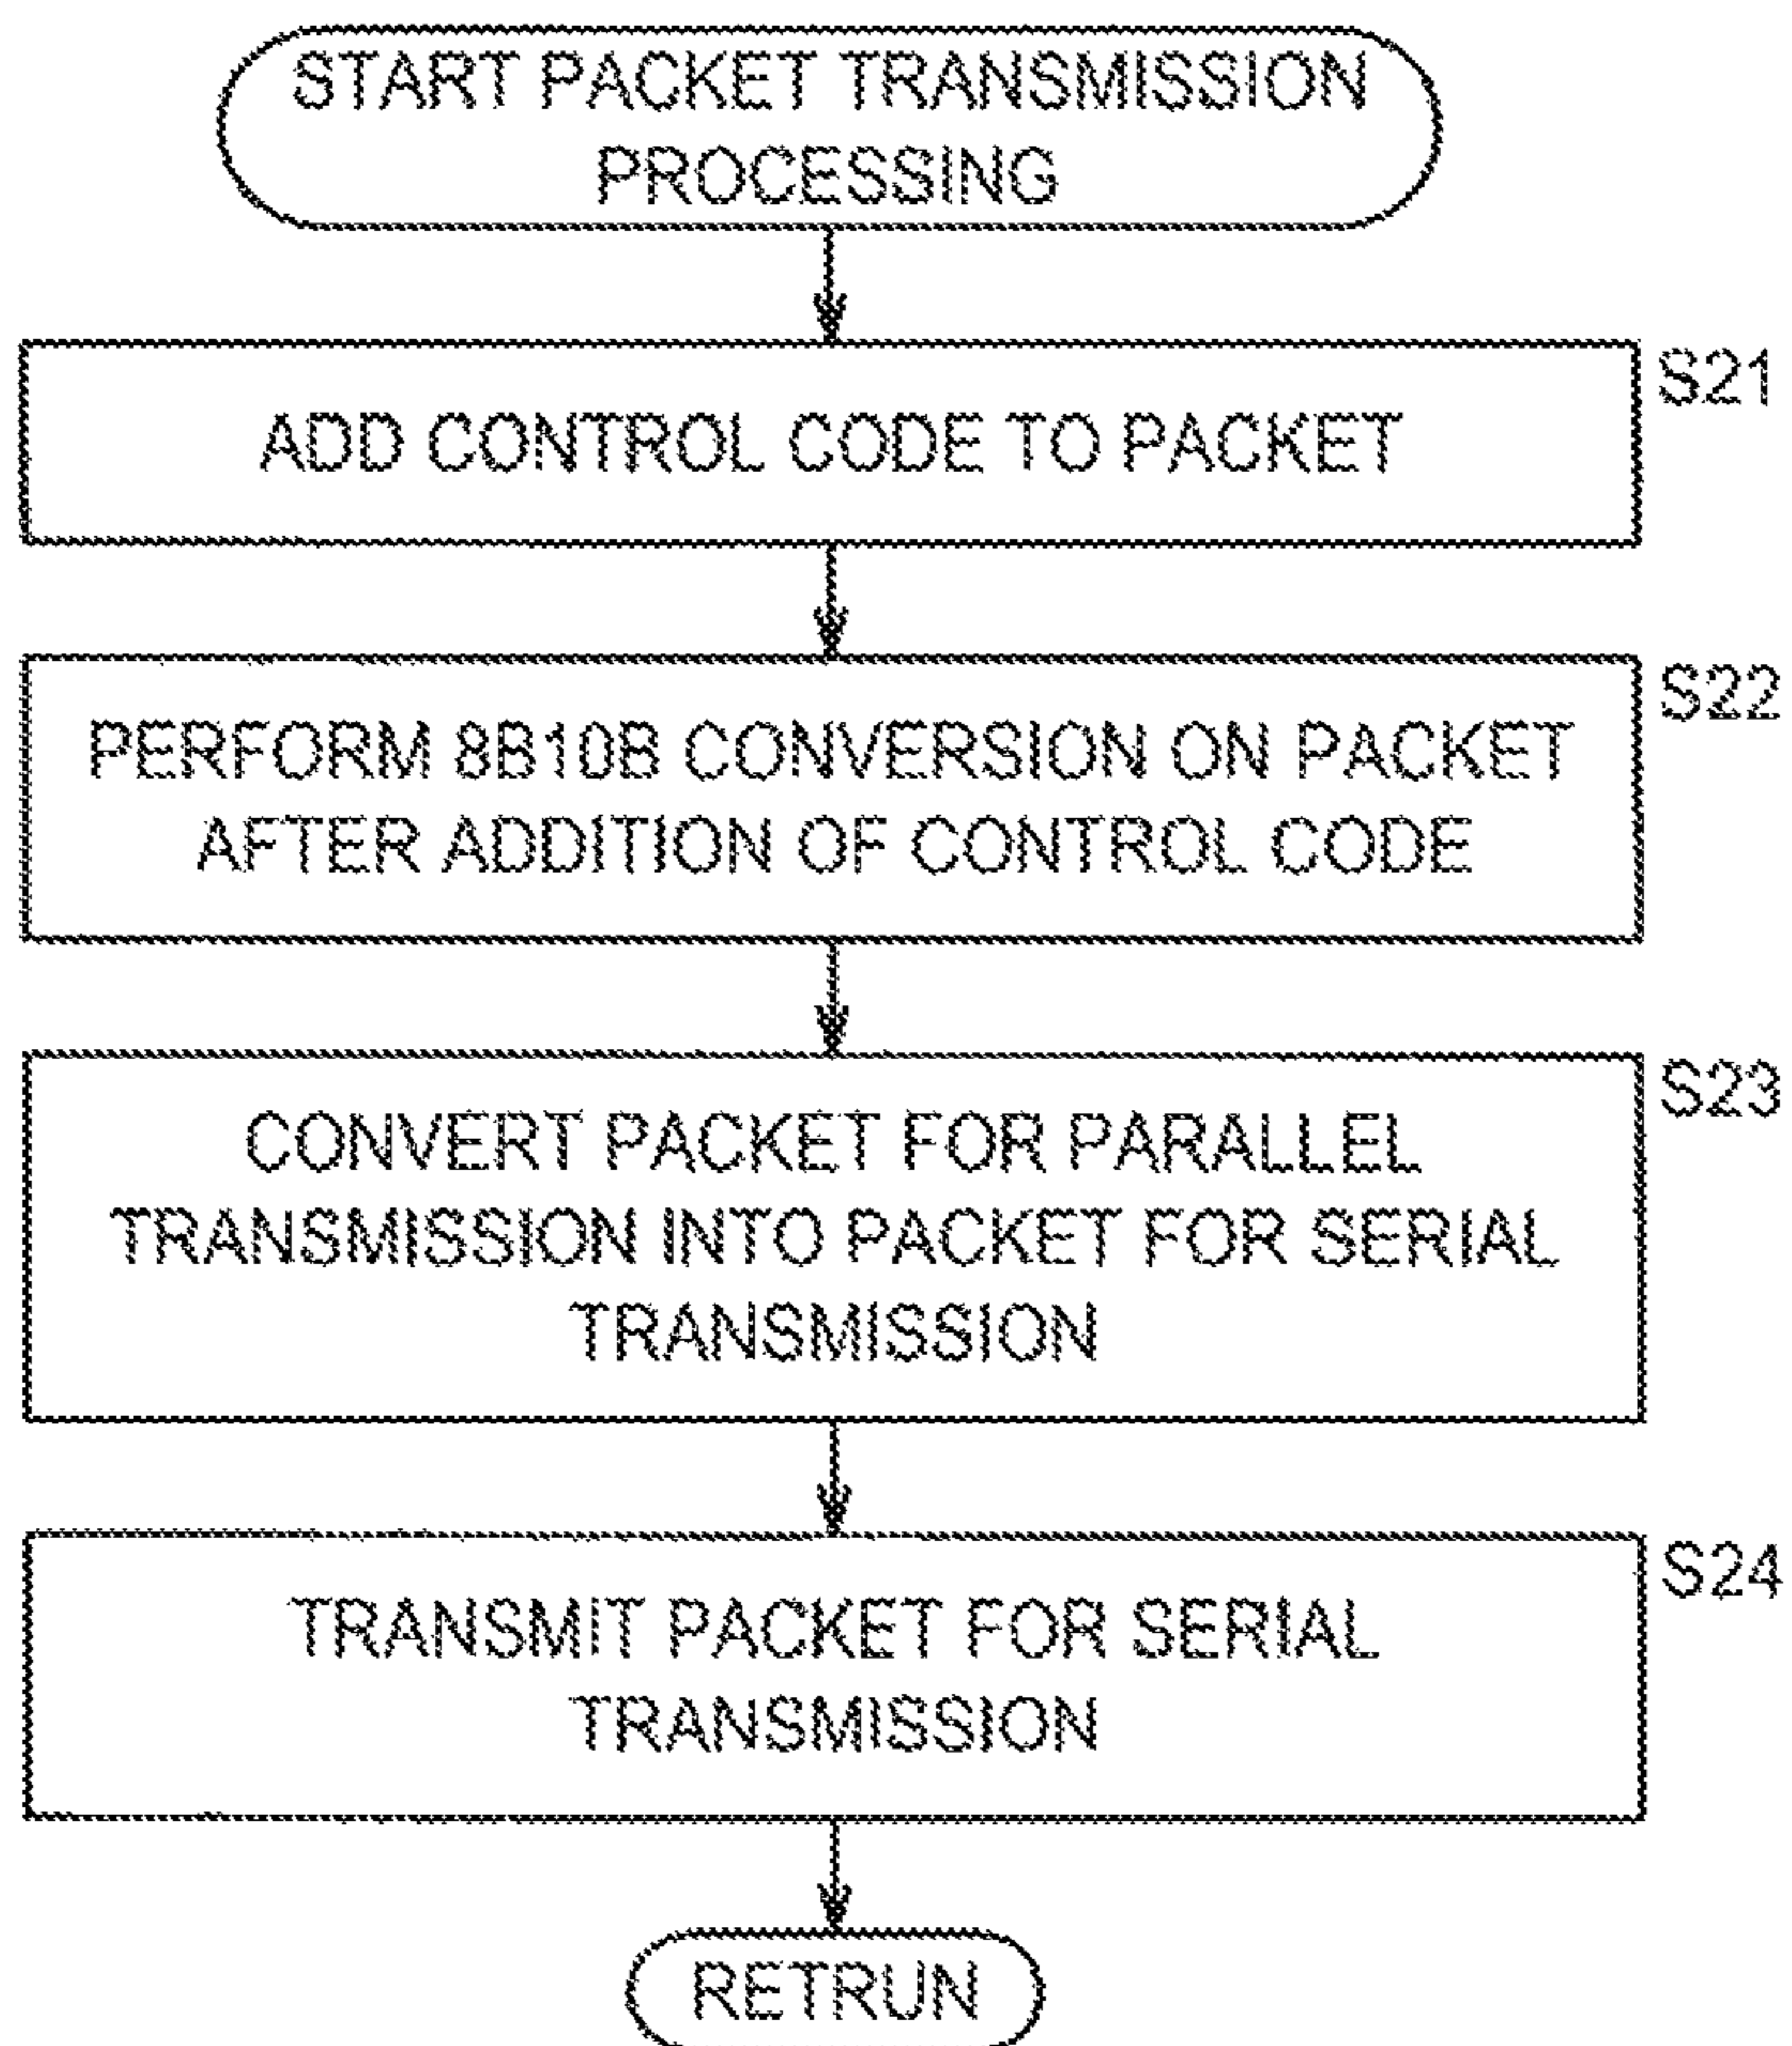 START PACKET TRANSMISSION
PROCESSING
S21
ADD CONTROL CODE TO PACKET
S22
PERFORM 8B10B CONVERSION ON PACKET
AFTER ADDITION OF CONTROL CODE
S23
CONVERT PACKET FOR PARALLEL
TRANSMISSION INTO PACKET FOR SERIAL
TRANSMISSION
S24
TRANSMIT PACKET FOR SERIAL
TRANSMISSION
RETRUN